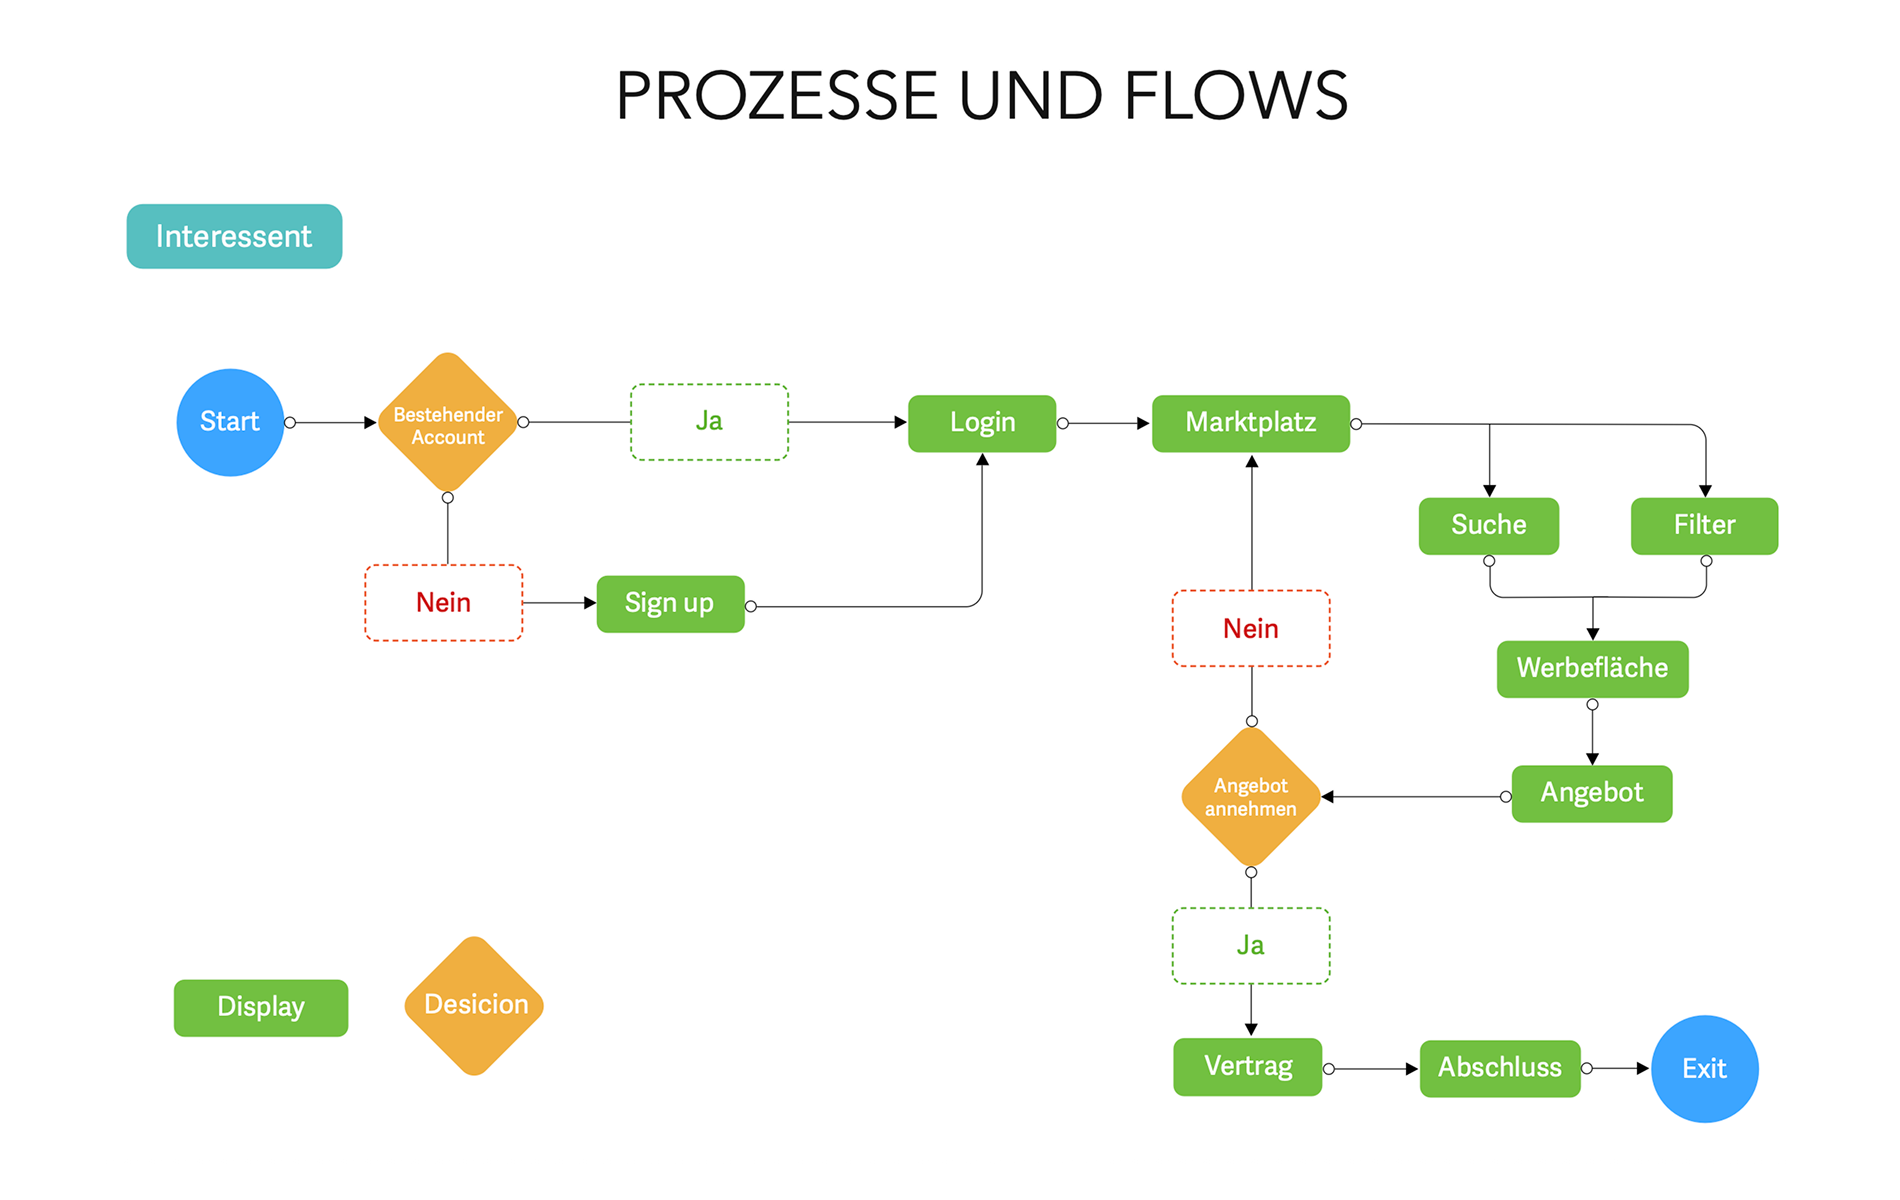 PROZESSE UND FLOWS
Interessent
Start
Bestehender
Account
Ja
Login
Marktplatz
Suche
Filter
Nein
Sign up
Nein
Werbefläche
Angebot
annehmen
Angebot
Ja
Display
Desicion
Vertrag
Abschluss
Exit